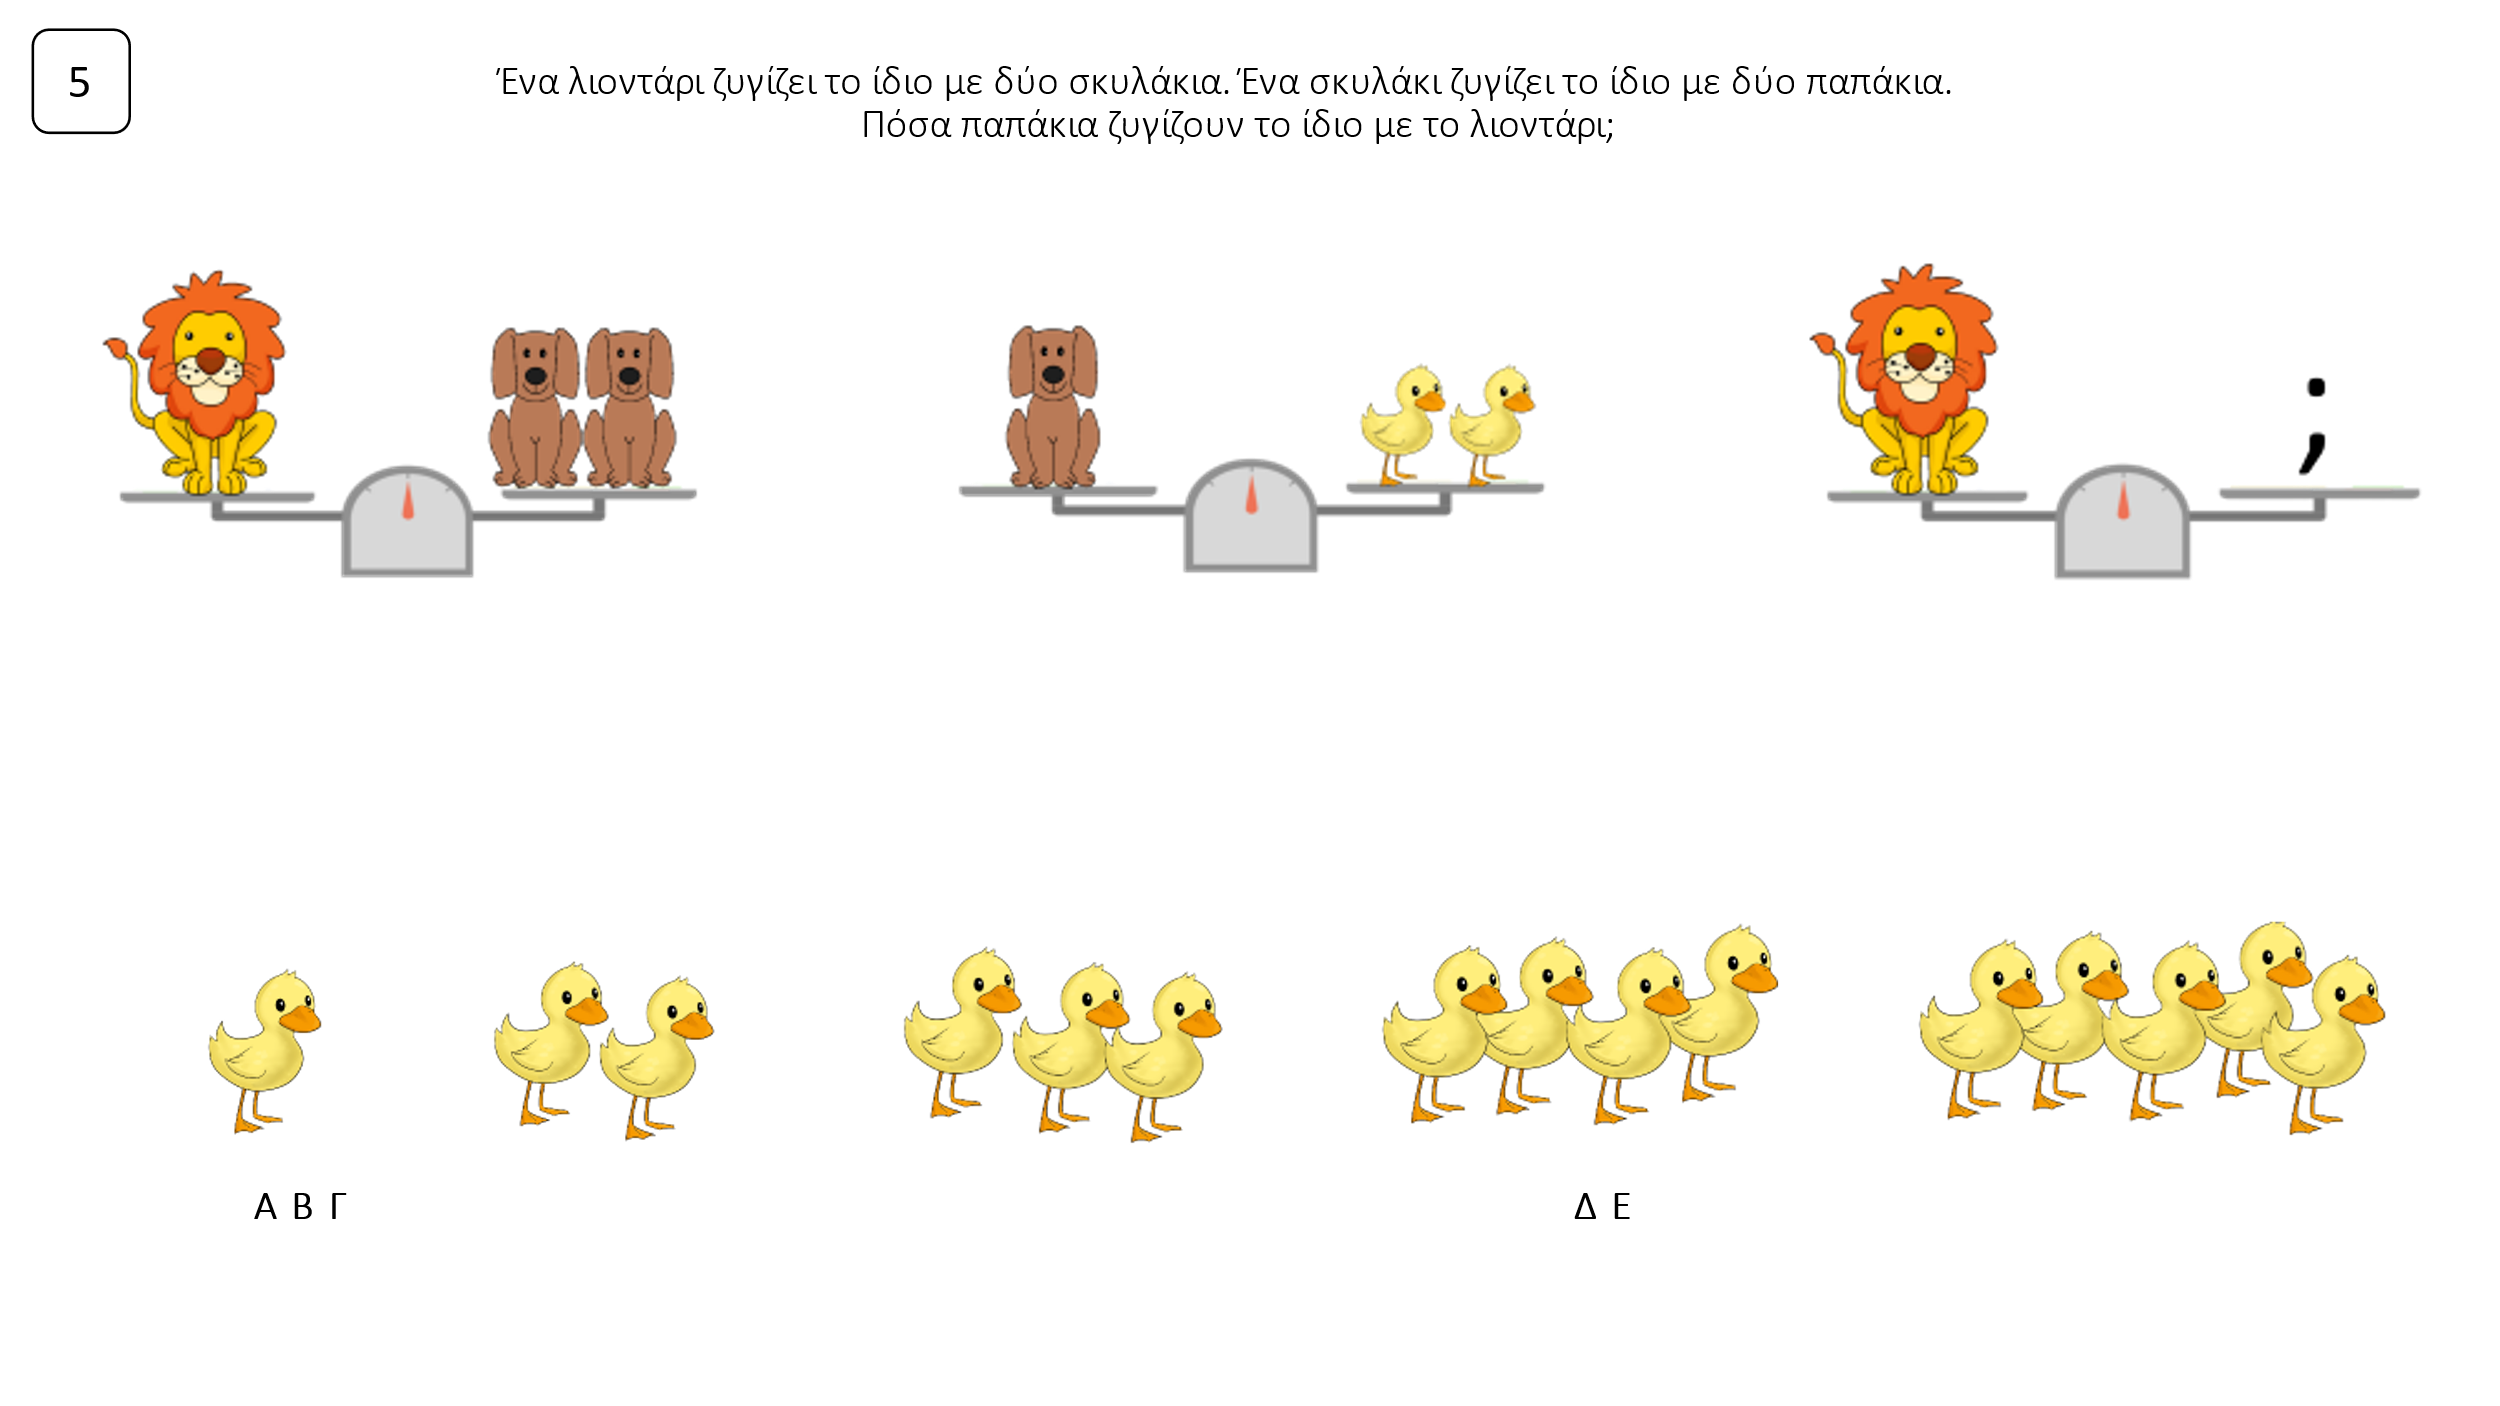 5
Ένα λιοντάρι ζυγίζει το ίδιο με δύο σκυλάκια. Ένα σκυλάκι ζυγίζει το ίδιο με δύο παπάκια.
Πόσα παπάκια ζυγίζουν το ίδιο με το λιοντάρι;
;
Α Β Γ
Δ Ε